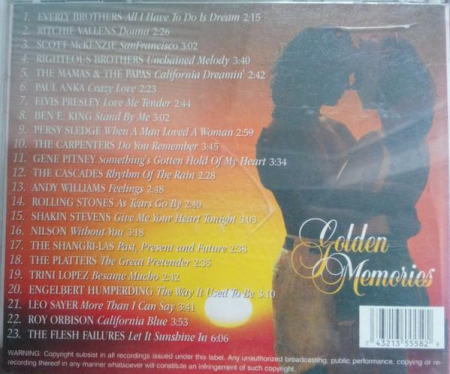 1. EVERLY BROTHERS All I Have To Do Is Dream 2:15
2. RITCHIE VALLENS Donna 2:26
3. SCOTT McKENZIE SanFrancisco 3:02
4. RIGHTEOUS BROTHERS Unchained Melody 3:40
5. THE MAMAS & THE PAPAS California Dreamin' 2:42
6. PAUL ANKA Crazy Love 2:23
7. ELVIS PRESLEY Love Me Tender 2:44
8. BEN E. KING Stand By Me 3:02
9. PERSY SLEDGE When A Man Loved A Woman 2:59
10. THE CARPENTERS Do You Remember 3:45
11. GENE PITNEY Something's Gotten Hold Of My Heart 3:34
12. THE CASCADES Rhythm Of The Rain 2:28
13. ANDY WILLIAMS Feelings 2:48
14. ROLLING STONES As Tears Go By 2:49
15. SHAKIN STEVENS Give Me Your Heart Tonight 3:03
16. NILSON Without You 3:18
17. THE SHANGRI-LAS Past, Present and Future 2:38
18. THE PLATTERS The Great Pretender 2:35
19. TRINI LOPEZ Besame Mucho 2:32
20. ENGELBERT HUMPERDING The Way It Used To Be 3:10
21. LEO SAYER More Than I Can Say 3:41
22. ROY ORBISON California Blue 3:53
23. THE FLESH FAILURES Let It Sunshine In 6:06
Golden
Memories
7 43213 55582 9
WARNING: Copyright subsist in all recordings issued under this label. Any unauthorized broadcasting, public performance, copying or re-
recording thereof in any manner whatsoever will constitute an infringement of such copyright.